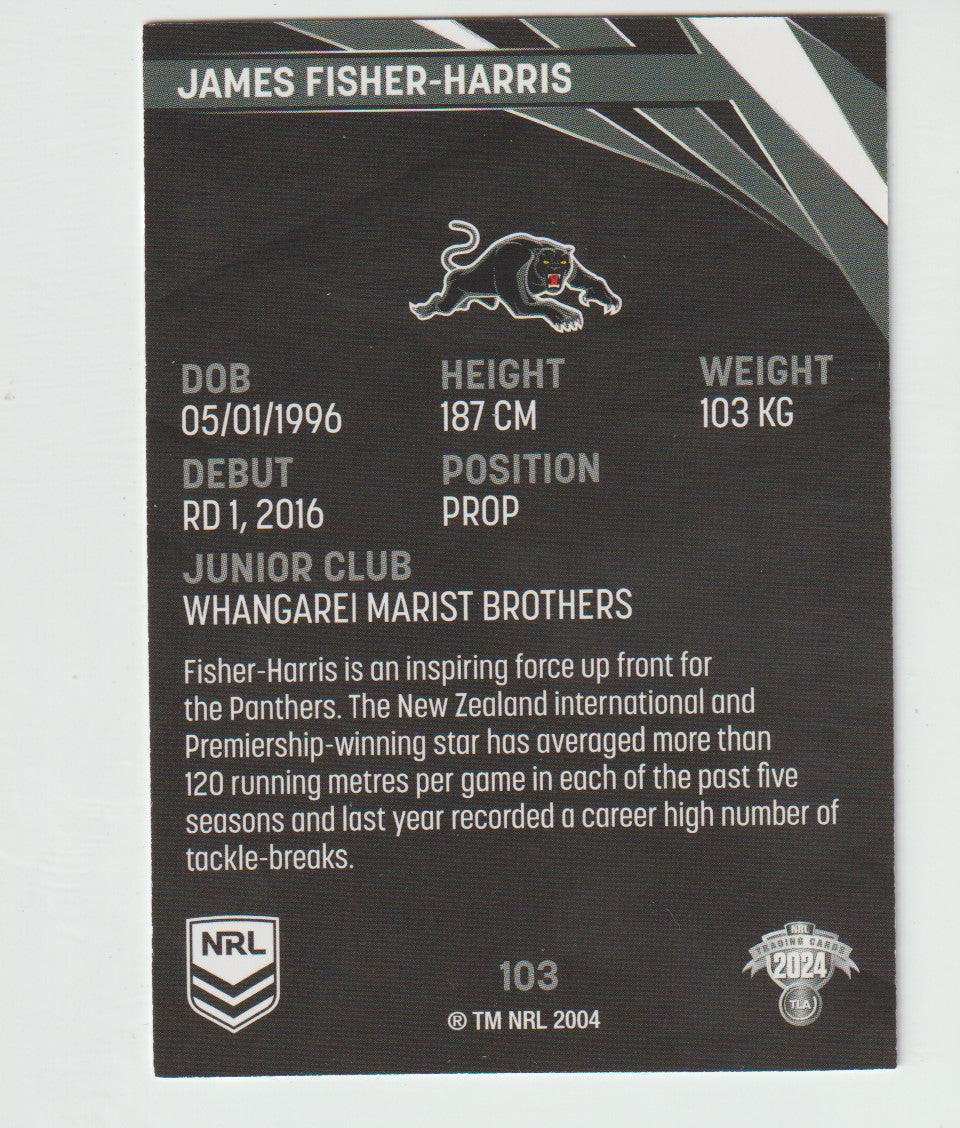 JAMES FISHER-HARRIS
DOB HEIGHT WEIGHT
05/01/1996 187 CM 103 KG
DEBUT POSITION
RD 1, 2016 PROP
JUNIOR CLUB
WHANGAREI MARIST BROTHERS
Fisher-Harris is an inspiring force up front for
the Panthers. The New Zealand international and
Premiership-winning star has averaged more than
120 running metres per game in each of the past five
seasons and last year recorded a career high number of
tackle-breaks.
NRL
103
® TM NRL 2004
NRL
TRADING CARDS
2024
TLA